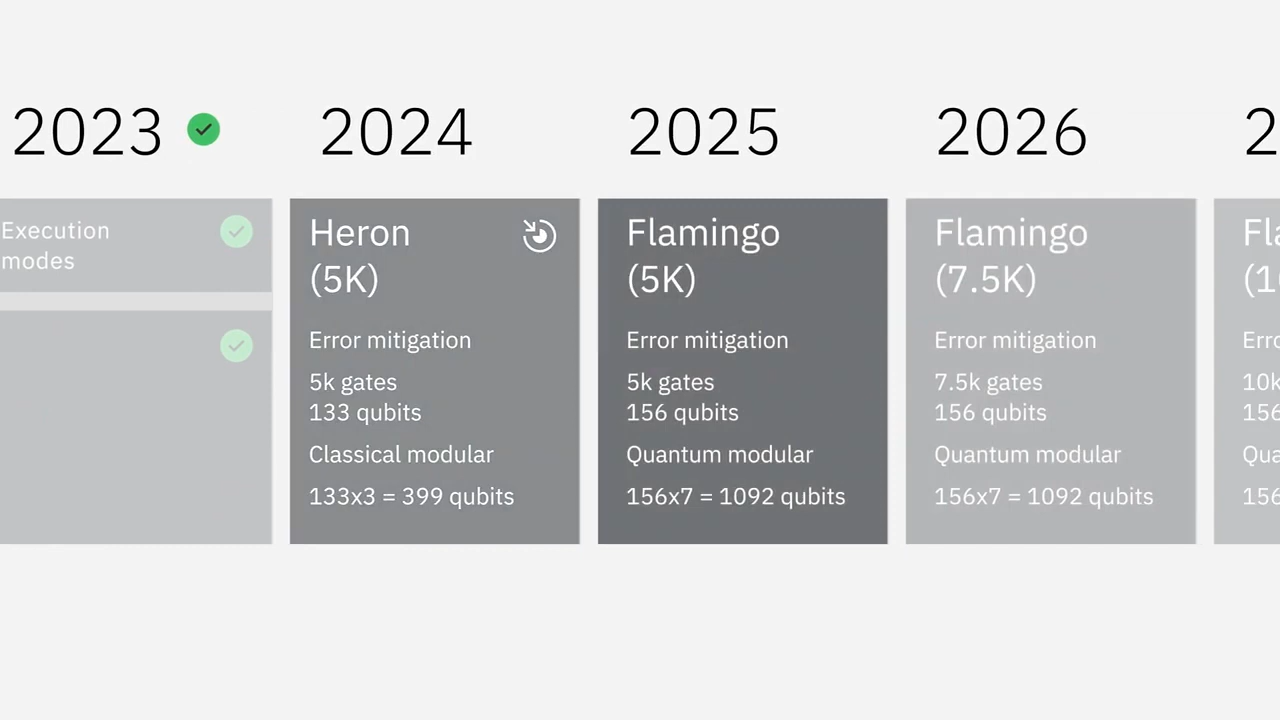 2023
2024
2025
2026
Execution
modes
Heron
(5K)
Error mitigation
5k gates
133 qubits
Classical modular
133x3 = 399 qubits
Flamingo
(5K)
Error mitigation
5k gates
156 qubits
Quantum modular
156x7 = 1092 qubits
Flamingo
(7.5K)
Error mitigation
7.5k gates
156 qubits
Quantum modular
156x7 = 1092 qubits